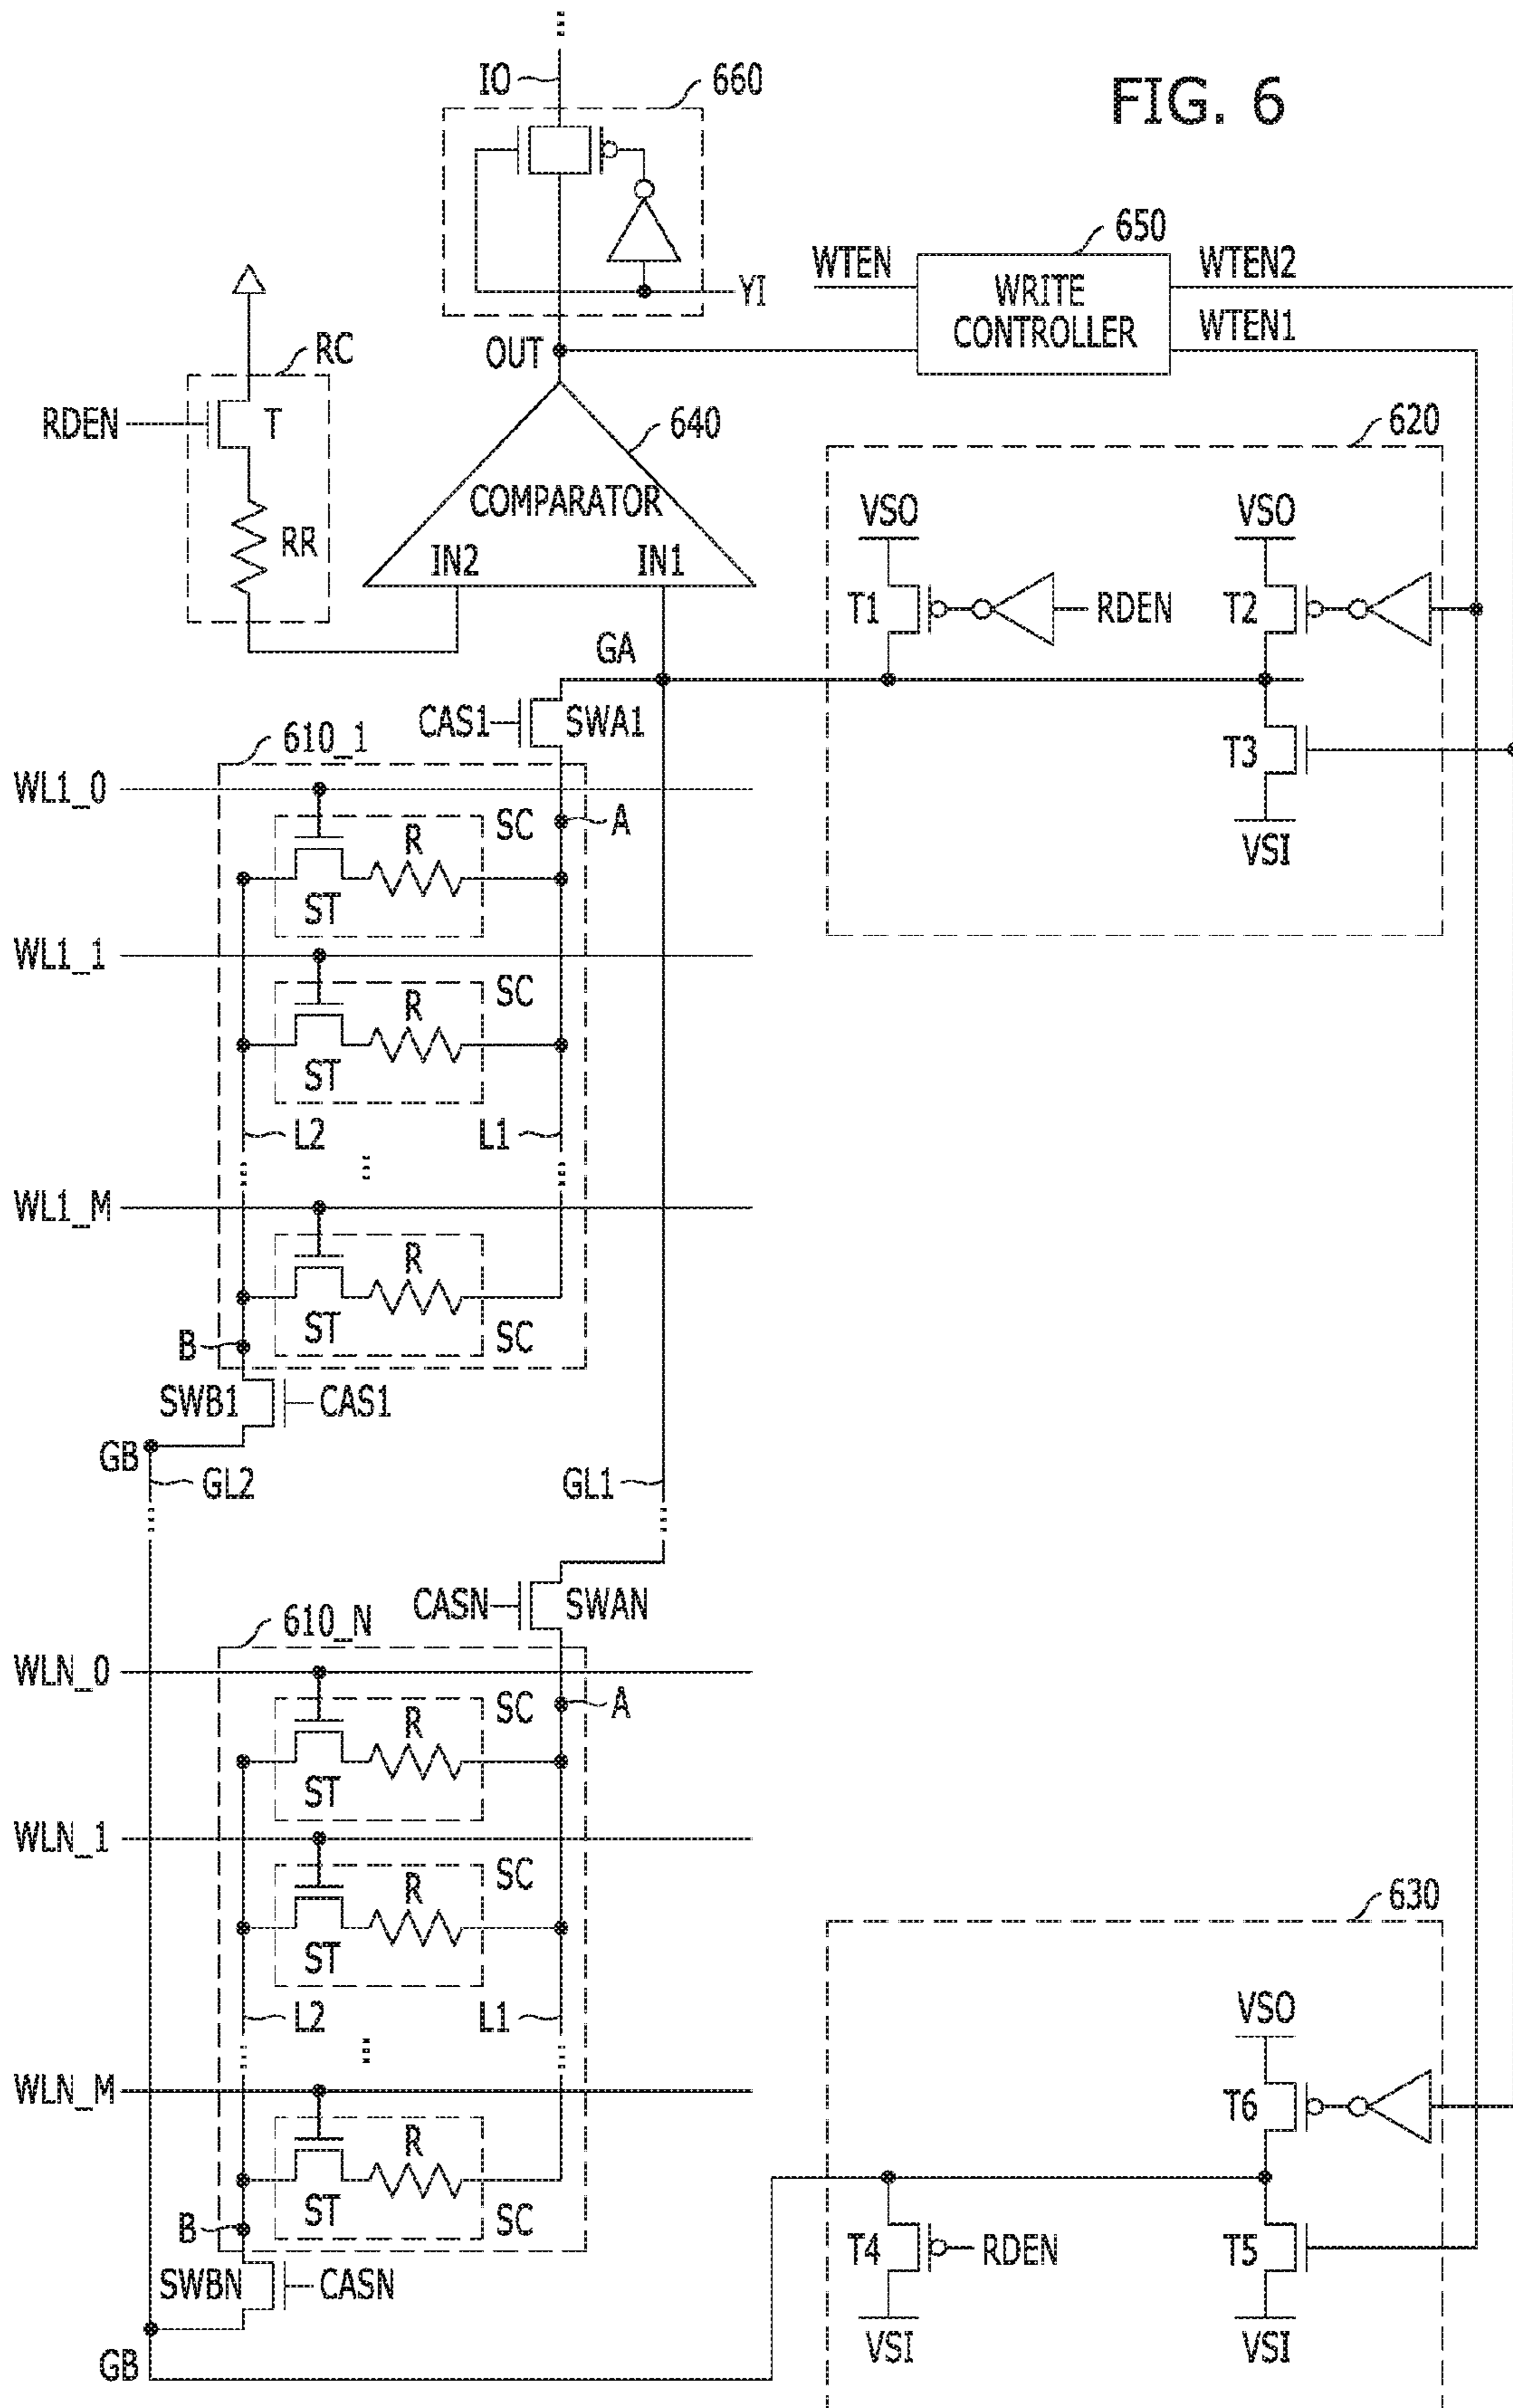 FIG. 6
IO
660
YI
650
WTEN
WRITE
CONTROLLER
WTEN2
WTEN1
OUT
RC
RDEN
T
RR
640
COMPARATOR
IN2
IN1
620
VSO
VSO
T1
RDEN
T2
GA
CAS1
SWA1
T3
VSI
610_1
WL1_0
SC
A
R
ST
WL1_1
SC
R
ST
L2
L1
WL1_M
R
ST
SC
B
SWB1
CAS1
GB
GL2
GL1
CASN
SWAN
610_N
WLN_0
SC
A
R
ST
WLN_1
SC
R
ST
630
L2
L1
VSO
WLN_M
T6
R
ST
SC
B
T4
RDEN
T5
SWBN
CASN
VSI
VSI
GB